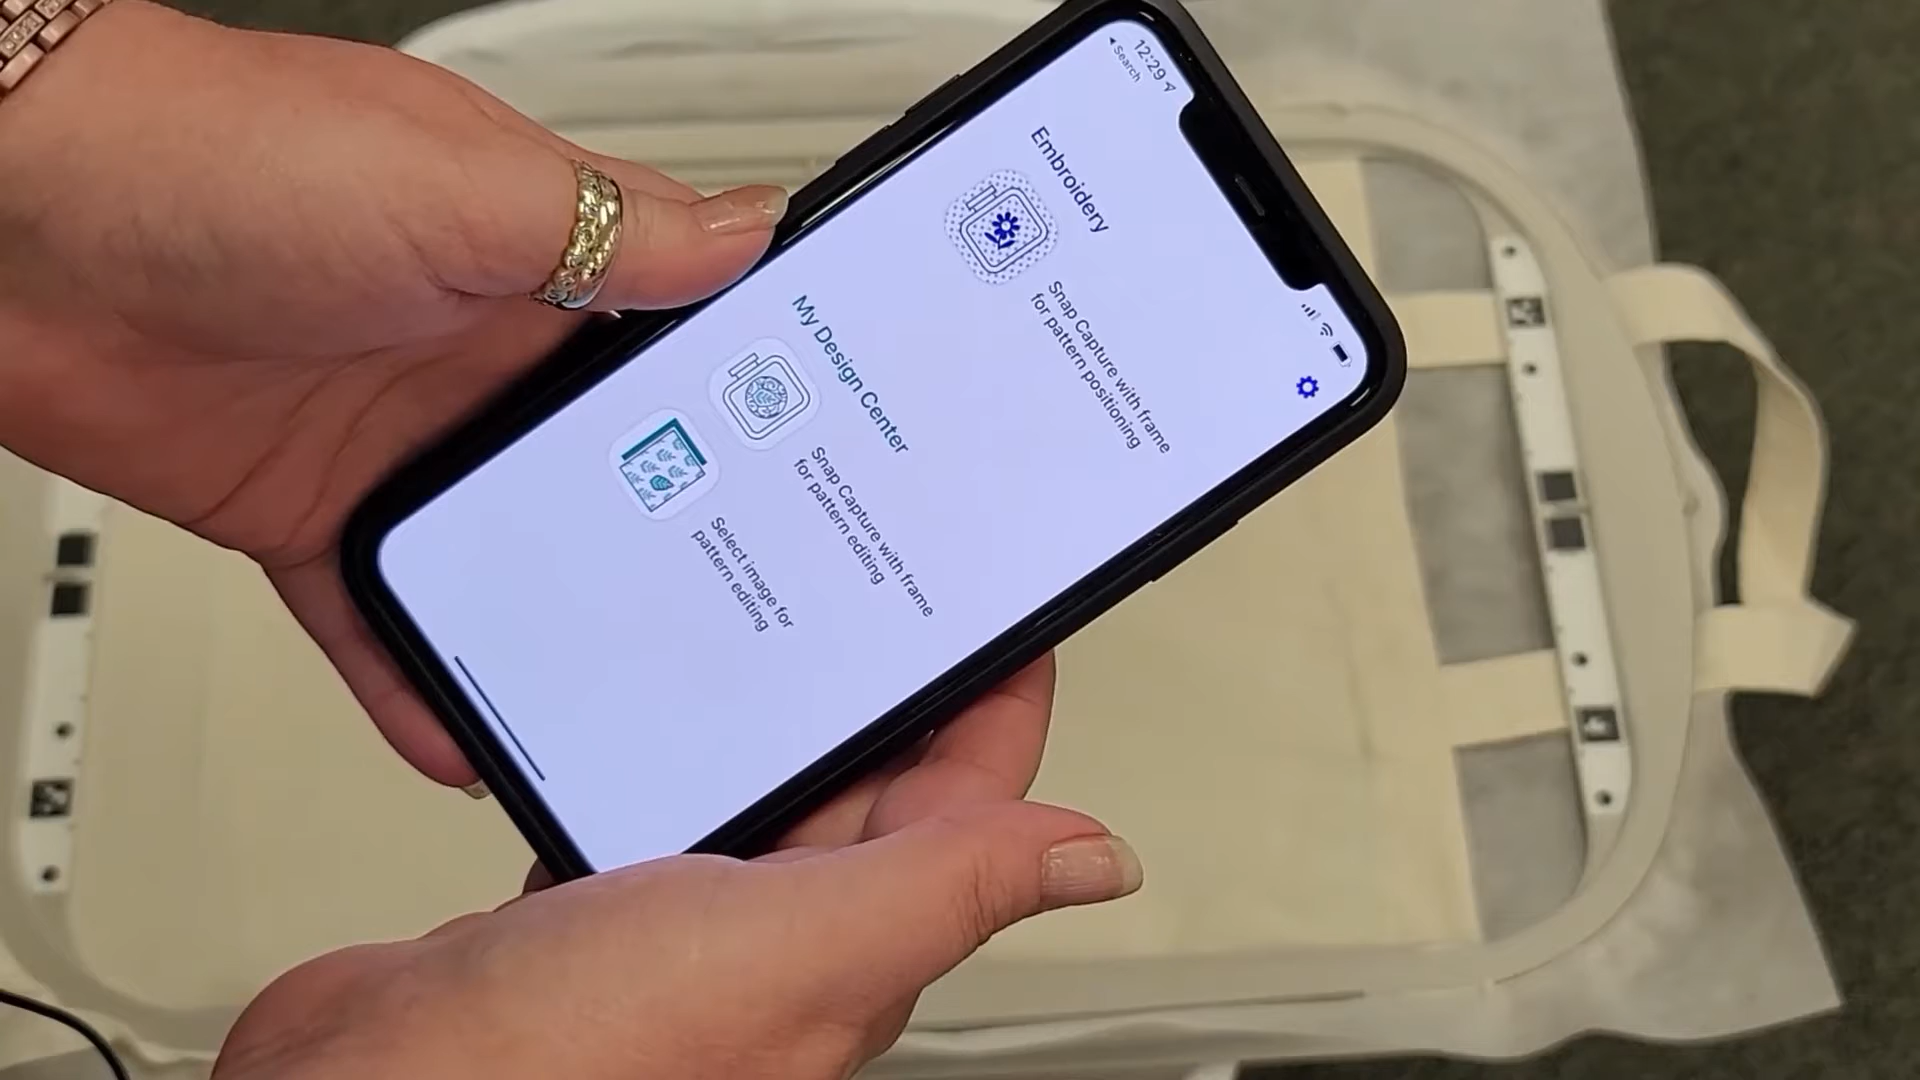 12:29
Search
Embroidery
Snap Capture with frame
for pattern positioning
My Design Center
Snap Capture with frame
for pattern editing
Select image for
pattern editing